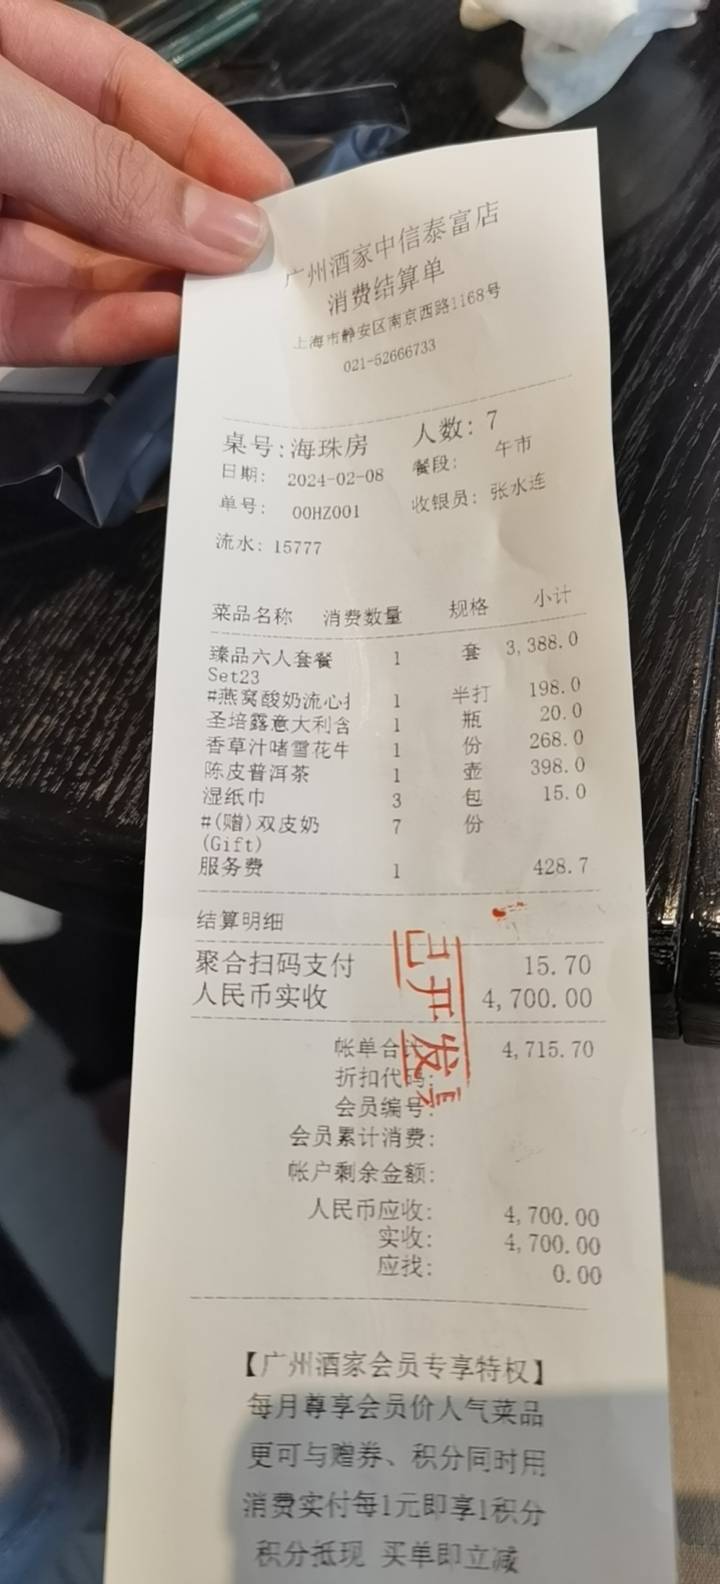 广州酒家中信泰富店
消费结算单
上海市静安区南京西路1168号
021-52666733
桌号:海珠房 人数: 7
日期: 2024-02-08 餐段: 午市
单号: 00HZ001 收银员: 张水连
流水: 15777
菜品名称 消费数量 规格 小计
臻品六人套餐 1 套 3,388.0
Set23
#燕窝酸奶流心 1 半打 198.0
圣培露意大利含 1 瓶 20.0
香草汁啫雪花牛 1 份 268.0
陈皮普洱茶 1 壶 398.0
湿纸巾 3 包 15.0
#(赠)双皮奶 7 份
(Gift)
服务费 1 428.7
结算明细
聚合扫码支付 15.70
人民币实收 4,700.00
已开发票
帐单合计: 4,715.70
折扣代码:
会员编号:
会员累计消费:
帐户剩余金额:
人民币应收: 4,700.00
实收: 4,700.00
应找: 0.00
【广州酒家会员专享特权】
每月尊享会员价人气菜品
更可与赠券、积分同时用
消费实付每1元即享1积分
积分抵现 买单即立减